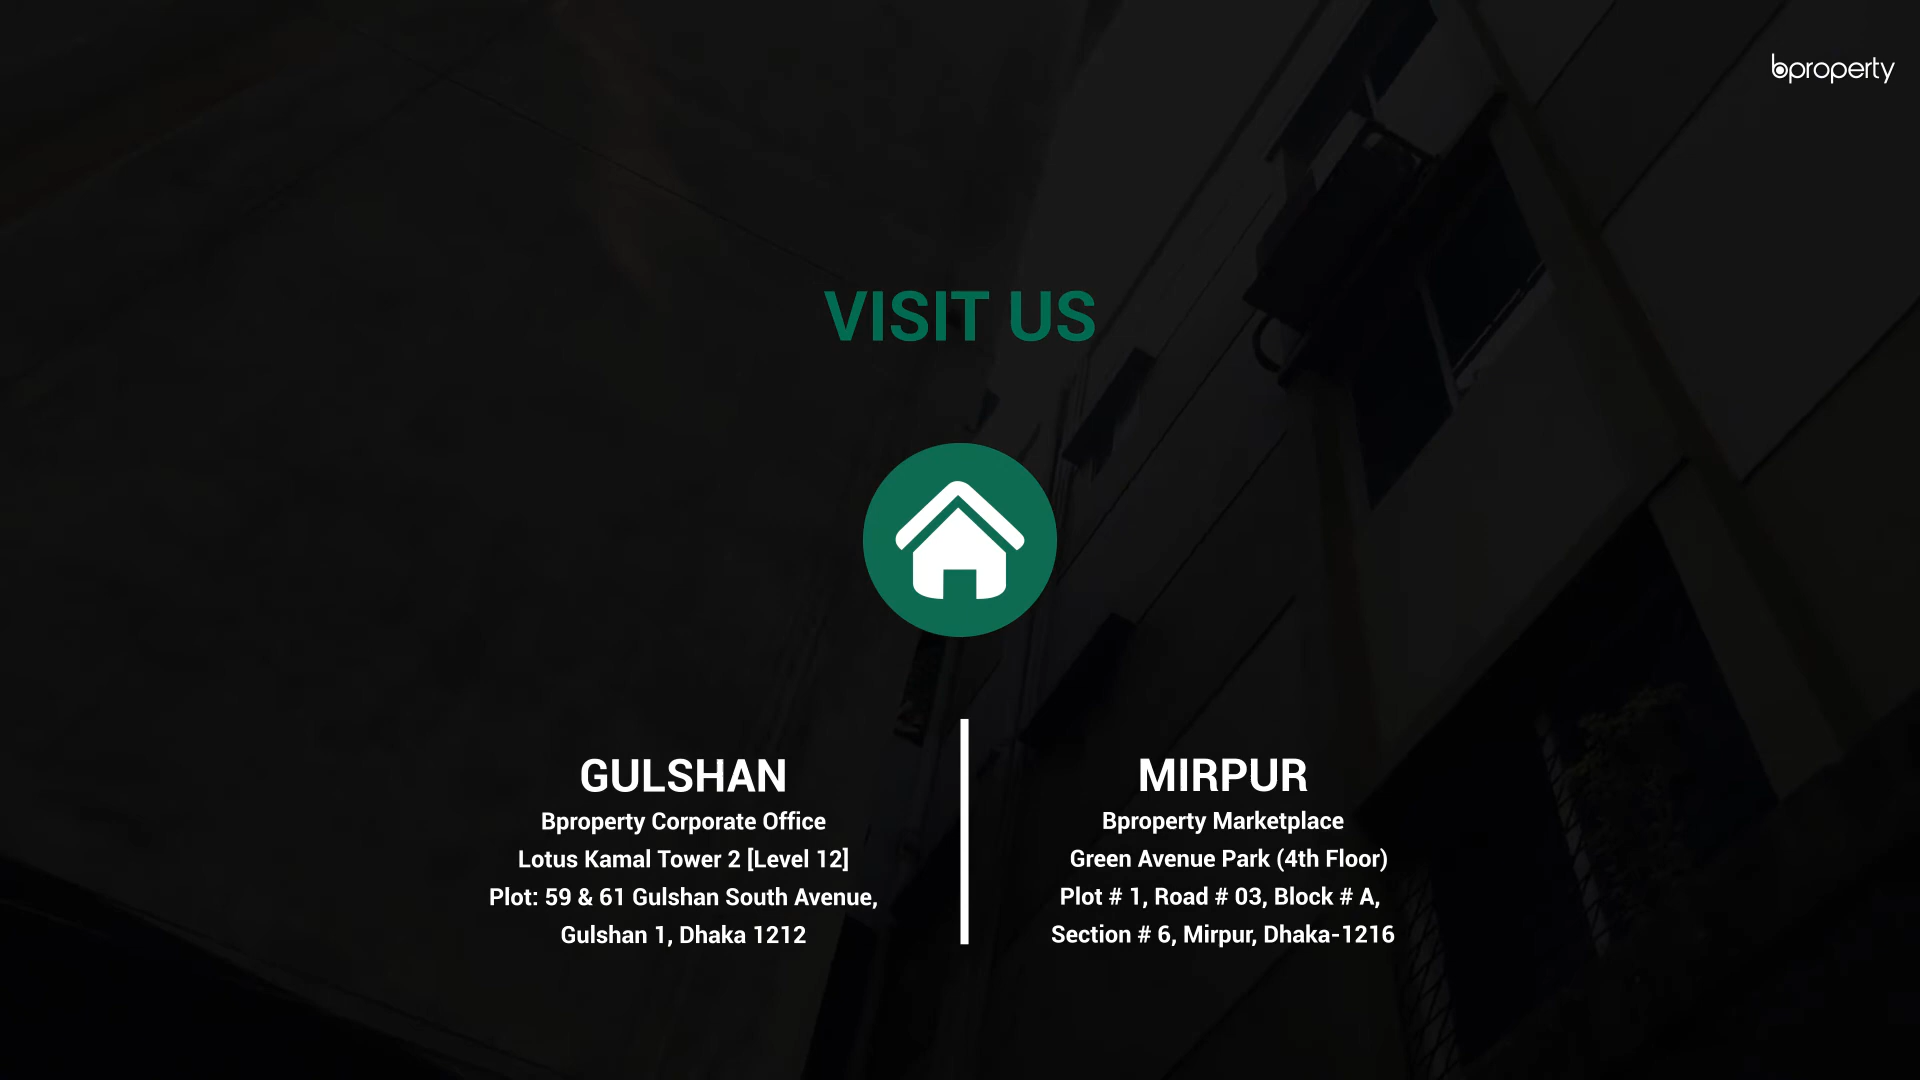 bproperty
VISIT US
GULSHAN
Bproperty Corporate Office
Lotus Kamal Tower 2 [Level 12]
Plot: 59 & 61 Gulshan South Avenue,
Gulshan 1, Dhaka 1212
MIRPUR
Bproperty Marketplace
Green Avenue Park (4th Floor)
Plot # 1, Road # 03, Block # A,
Section # 6, Mirpur, Dhaka-1216